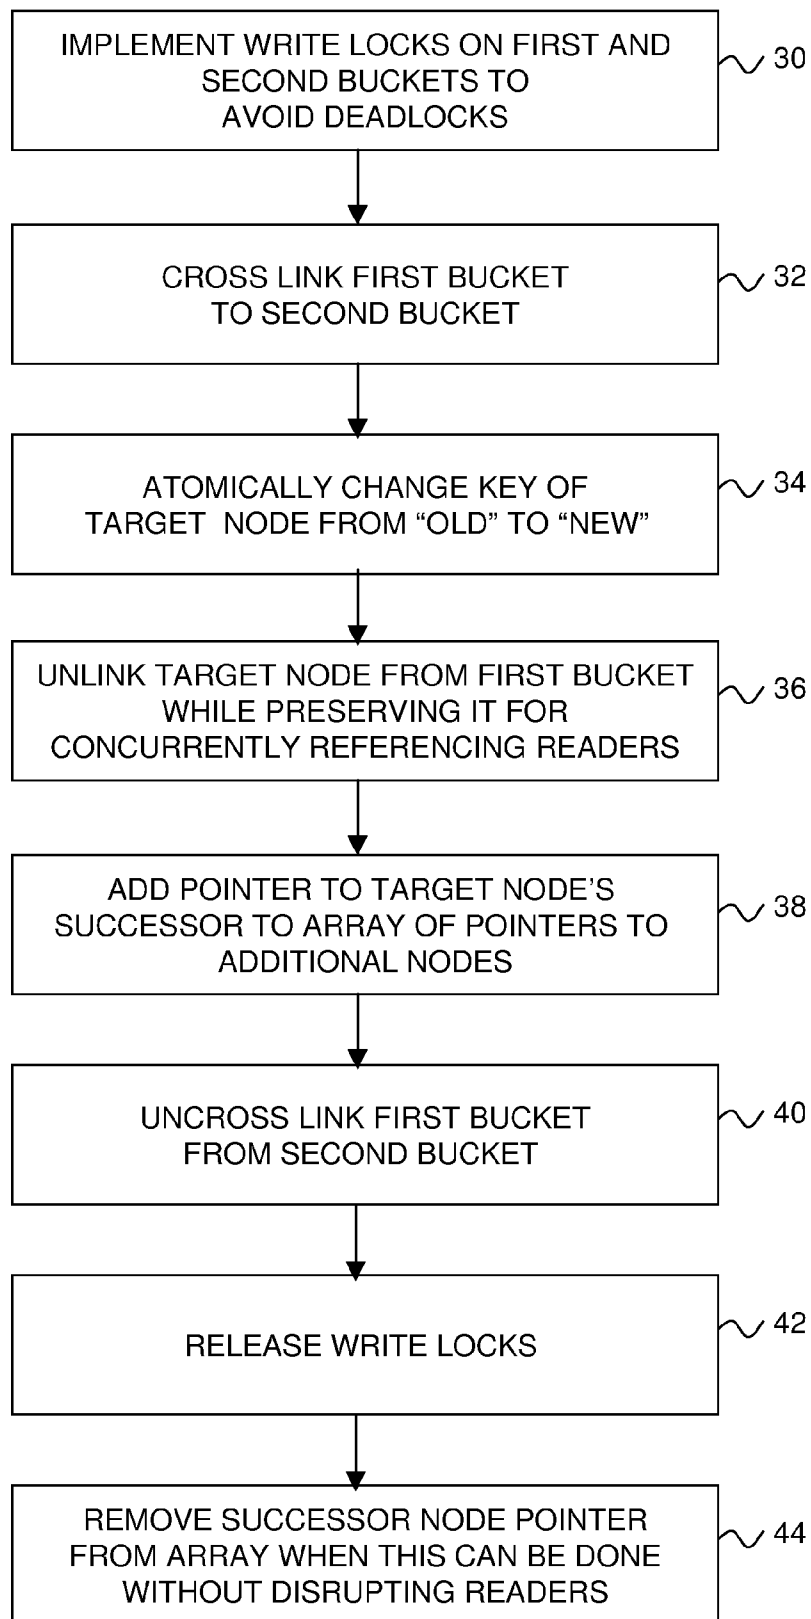 IMPLEMENT WRITE LOCKS ON FIRST AND
SECOND BUCKETS TO
AVOID DEADLOCKS
30
CROSS LINK FIRST BUCKET
TO SECOND BUCKET
32
ATOMICALLY CHANGE KEY OF
TARGET NODE FROM “OLD” TO “NEW”
34
UNLINK TARGET NODE FROM FIRST BUCKET
WHILE PRESERVING IT FOR
CONCURRENTLY REFERENCING READERS
36
ADD POINTER TO TARGET NODE’S
SUCCESSOR TO ARRAY OF POINTERS TO
ADDITIONAL NODES
38
UNCROSS LINK FIRST BUCKET
FROM SECOND BUCKET
40
RELEASE WRITE LOCKS
42
REMOVE SUCCESSOR NODE POINTER
FROM ARRAY WHEN THIS CAN BE DONE
WITHOUT DISRUPTING READERS
44